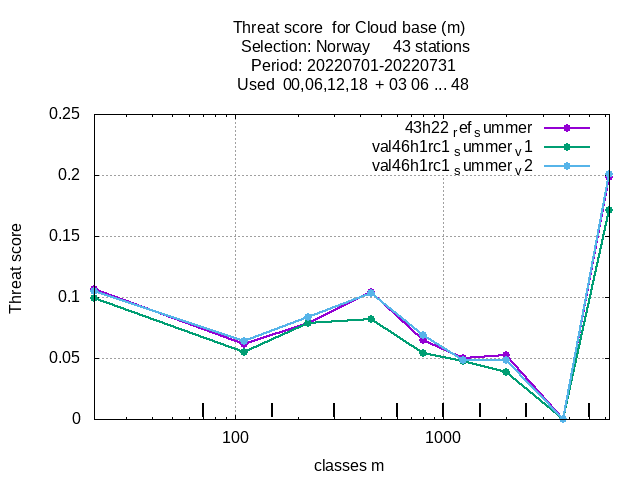 Threat score for Cloud base (m)
Selection: Norway 43 stations
Period: 20220701-20220731
Used 00,06,12,18 + 03 06 ... 48
43h22 ref summer
val46h1rc1 summer v1
val46h1rc1 summer v2
Threat score
0.25
0.2
0.15
0.1
0.05
0
100
1000
classes m